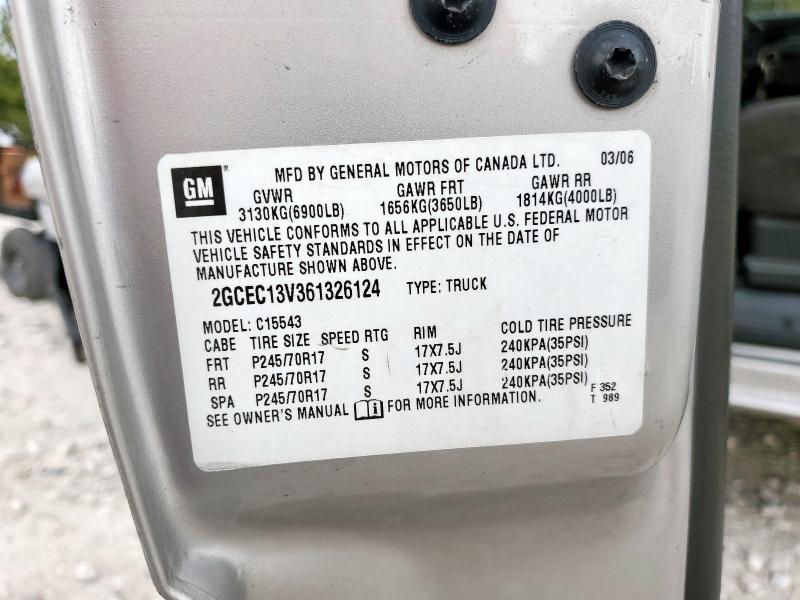 GM ® MFD BY GENERAL MOTORS OF CANADA LTD. 03/06
GVWR GAWR FRT GAWR RR
3130KG(6900LB) 1656KG(3650LB) 1814KG(4000LB)
THIS VEHICLE CONFORMS TO ALL APPLICABLE U.S. FEDERAL MOTOR
VEHICLE SAFETY STANDARDS IN EFFECT ON THE DATE OF
MANUFACTURE SHOWN ABOVE.
2GCEC13V361326124 TYPE: TRUCK
MODEL: C15543
CABE TIRE SIZE SPEED RTG RIM COLD TIRE PRESSURE
FRT P245/70R17 S 17X7.5J 240KPA(35PSI)
RR P245/70R17 S 17X7.5J 240KPA(35PSI)
SPA P245/70R17 S 17X7.5J 240KPA(35PSI)
SEE OWNER'S MANUAL i FOR MORE INFORMATION.
F 352
T 989